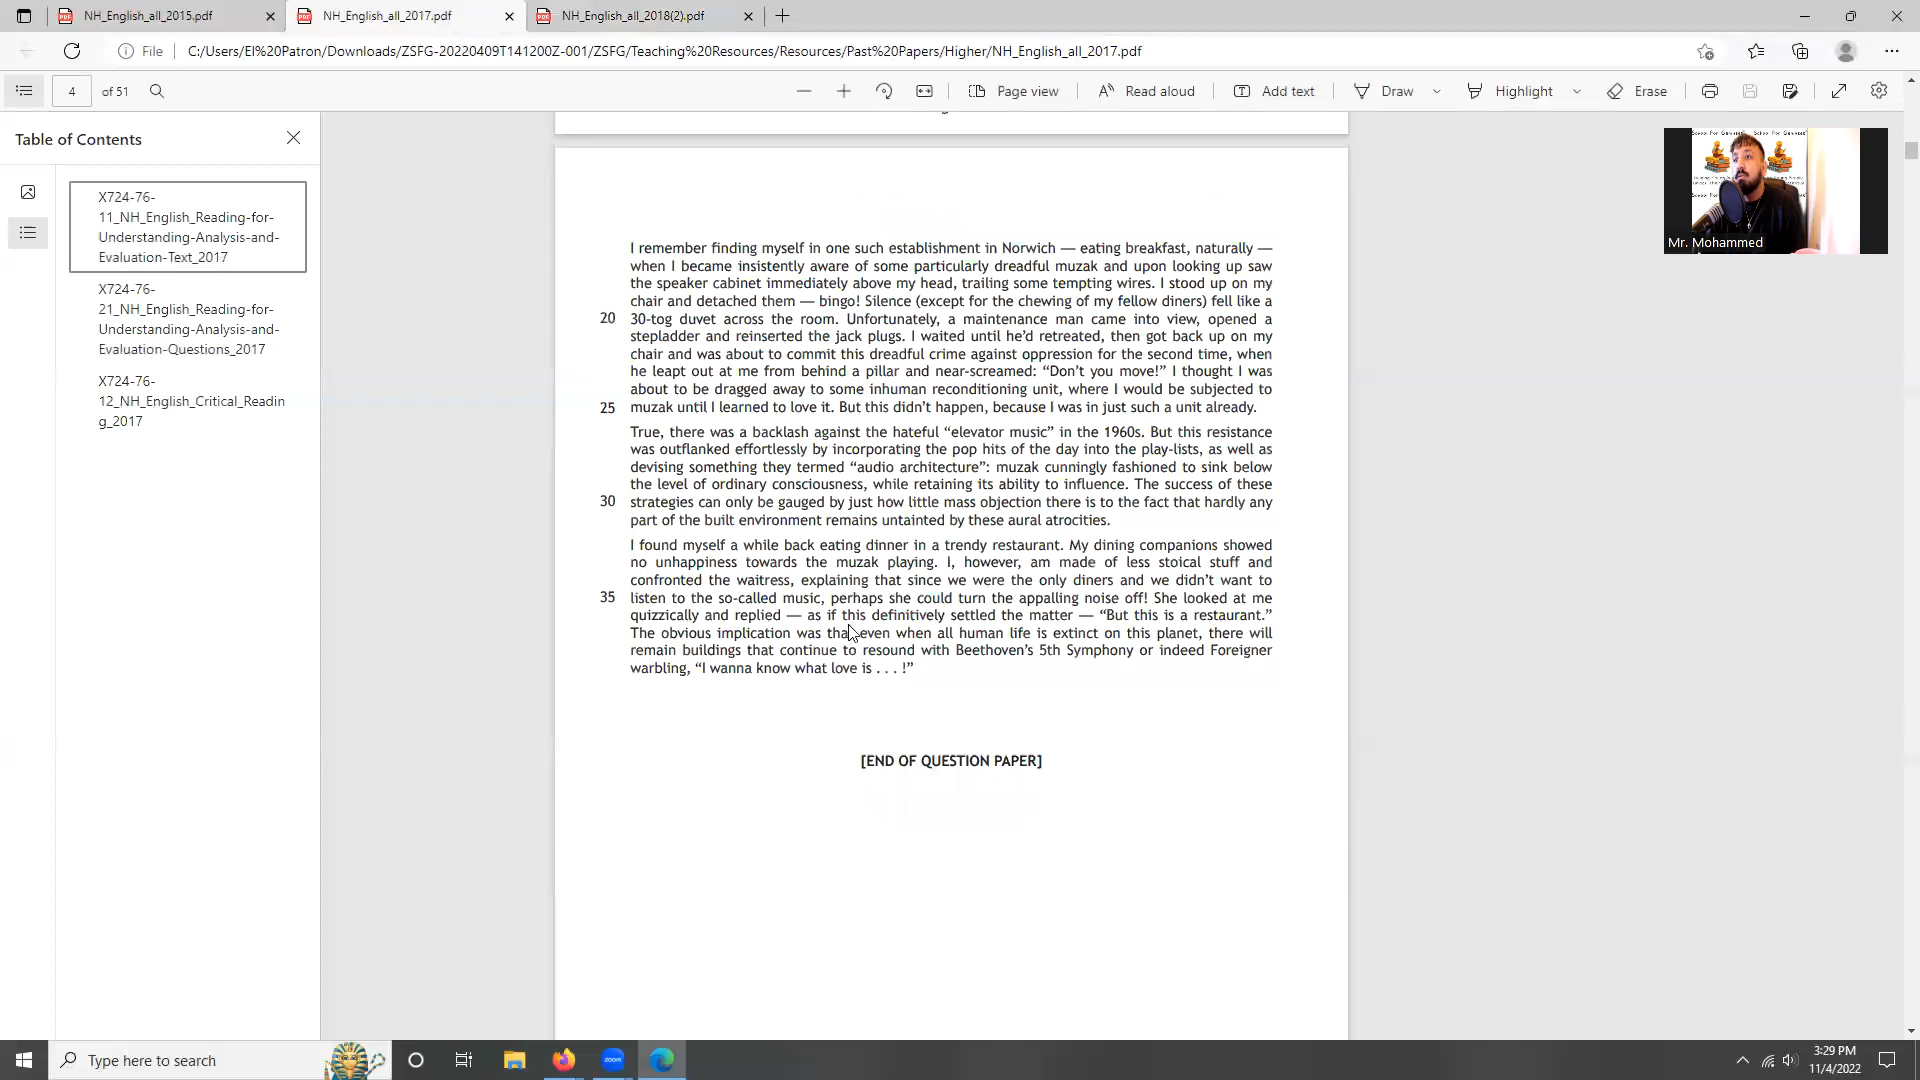 NH_English_all_2015.pdf
NH_English_all_2017.pdf
NH_English_all_2018(2).pdf
File
C:/Users/El%20Patron/Downloads/ZSFG-20220409T141200Z-001/ZSFG/Teaching%20Resources/Resources/Past%20Papers/Higher/NH_English_all_2017.pdf
4 of 51
Page view
Read aloud
Add text
Draw
Highlight
Erase
Table of Contents
X724-76-
11_NH_English_Reading-for-
Understanding-Analysis-and-
Evaluation-Text_2017
X724-76-
21_NH_English_Reading-for-
Understanding-Analysis-and-
Evaluation-Questions_2017
X724-76-
12_NH_English_Critical_Readin
g_2017
I remember finding myself in one such establishment in Norwich — eating breakfast, naturally —
when I became insistently aware of some particularly dreadful muzak and upon looking up saw
the speaker cabinet immediately above my head, trailing some tempting wires. I stood up on my
chair and detached them — bingo! Silence (except for the chewing of my fellow diners) fell like a
20 30-tog duvet across the room. Unfortunately, a maintenance man came into view, opened a
stepladder and reinserted the jack plugs. I waited until he’d retreated, then got back up on my
chair and was about to commit this dreadful crime against oppression for the second time, when
he leapt out at me from behind a pillar and near-screamed: “Don’t you move!” I thought I was
about to be dragged away to some inhuman reconditioning unit, where I would be subjected to
25 muzak until I learned to love it. But this didn’t happen, because I was in just such a unit already.
True, there was a backlash against the hateful “elevator music” in the 1960s. But this resistance
was outflanked effortlessly by incorporating the pop hits of the day into the play-lists, as well as
devising something they termed “audio architecture”: muzak cunningly fashioned to sink below
the level of ordinary consciousness, while retaining its ability to influence. The success of these
30 strategies can only be gauged by just how little mass objection there is to the fact that hardly any
part of the built environment remains untainted by these aural atrocities.
I found myself a while back eating dinner in a trendy restaurant. My dining companions showed
no unhappiness towards the muzak playing. I, however, am made of less stoical stuff and
confronted the waitress, explaining that since we were the only diners and we didn’t want to
35 listen to the so-called music, perhaps she could turn the appalling noise off! She looked at me
quizzically and replied — as if this definitively settled the matter — “But this is a restaurant.”
The obvious implication was that even when all human life is extinct on this planet, there will
remain buildings that continue to resound with Beethoven’s 5th Symphony or indeed Foreigner
warbling, “I wanna know what love is . . . !”
[END OF QUESTION PAPER]
Mr. Mohammed
Type here to search
zoom
3:29 PM
11/4/2022